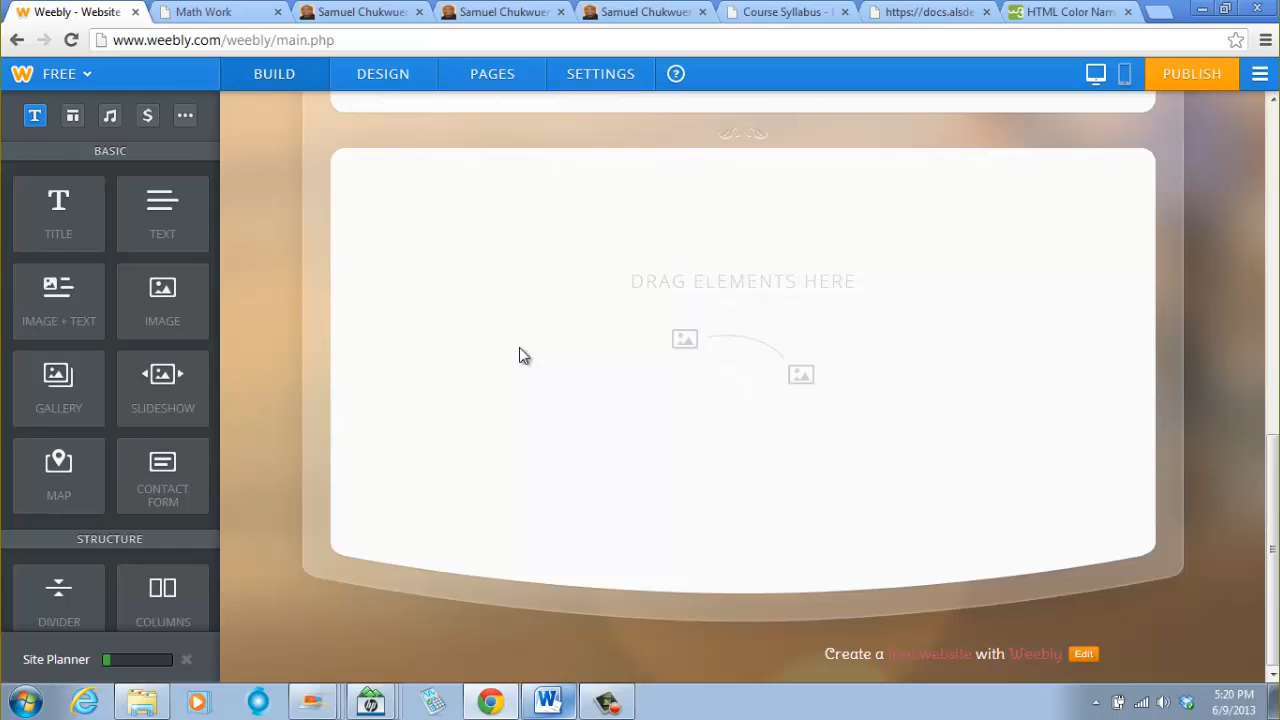 Weebly - Website
Math Work
Samuel Chukwue
Samuel Chukwuer
Samuel Chukwuer
Course Syllabus -
https://docs.alsde
HTML Color Nam
www.weebly.com/weebly/main.php
FREE
BUILD
DESIGN
PAGES
SETTINGS
?
PUBLISH
T
$
BASIC
T
TITLE
TEXT
IMAGE + TEXT
IMAGE
GALLERY
SLIDESHOW
MAP
CONTACT
FORM
STRUCTURE
DIVIDER
COLUMNS
Site Planner
DRAG ELEMENTS HERE
Create a free website with Weebly Edit
5:20 PM
6/9/2013